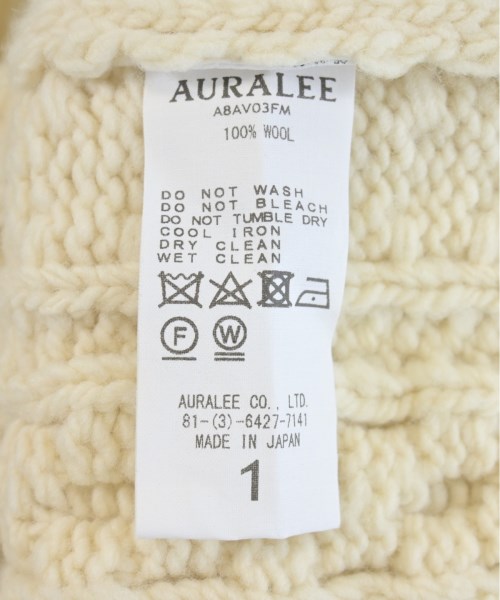 AURALEE
A8AV03FM
100% WOOL
DO NOT WASH
DO NOT BLEACH
DO NOT TUMBLE DRY
COOL IRON
DRY CLEAN
WET CLEAN
F W
AURALEE CO., LTD.
81-(3)-6427-7141
MADE IN JAPAN
1